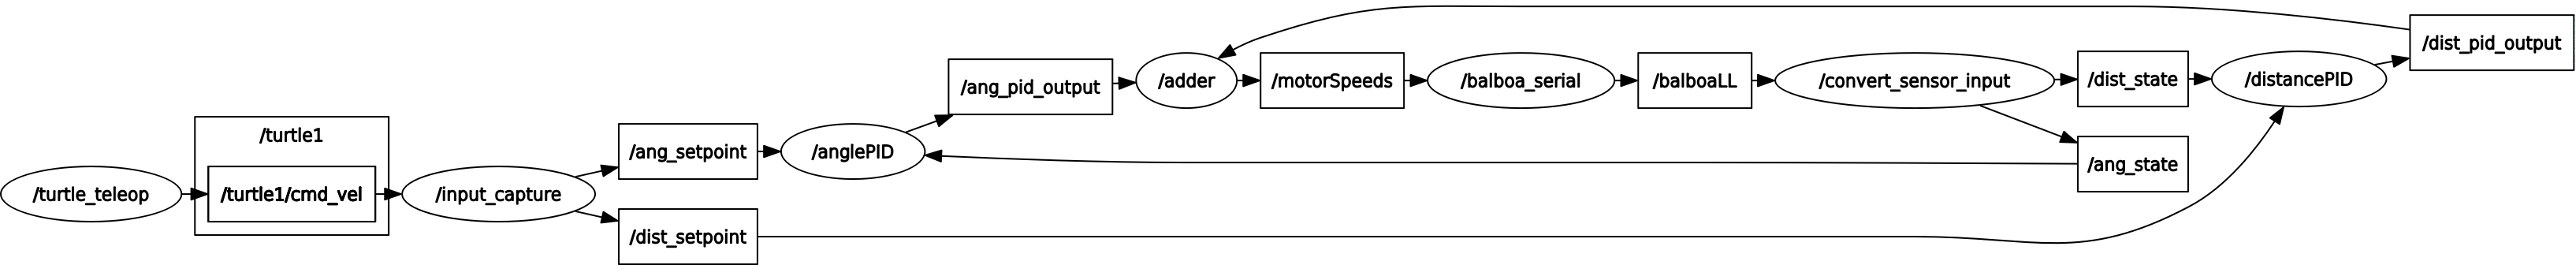 /turtle_teleop
/turtle1
/turtle1/cmd_vel
/input_capture
/ang_setpoint
/dist_setpoint
/anglePID
/ang_pid_output
/adder
/motorSpeeds
/balboa_serial
/balboaLL
/convert_sensor_input
/dist_state
/ang_state
/distancePID
/dist_pid_output